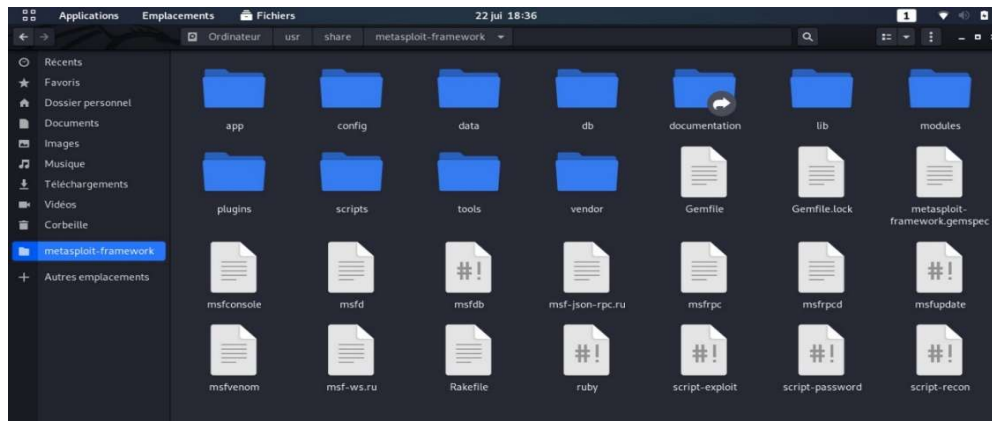 Applications Emplacements Fichiers 22 jui 18:36 1
Ordinateur usr share metasploit-framework
Récents
Favoris
Dossier personnel
Documents
Images
Musique
Téléchargements
Vidéos
Corbeille
metasploit-framework
Autres emplacements
app config data db documentation lib modules
plugins scripts tools vendor Gemfile Gemfile.lock metasploit-
framework.gemspec
#! #!
msfconsole msfd msfdb msf-json-rpc.ru msfrpc msfrpcd msfupdate
#! #! #! #!
msfvenom msf-ws.ru Rakefile ruby script-exploit script-password script-recon